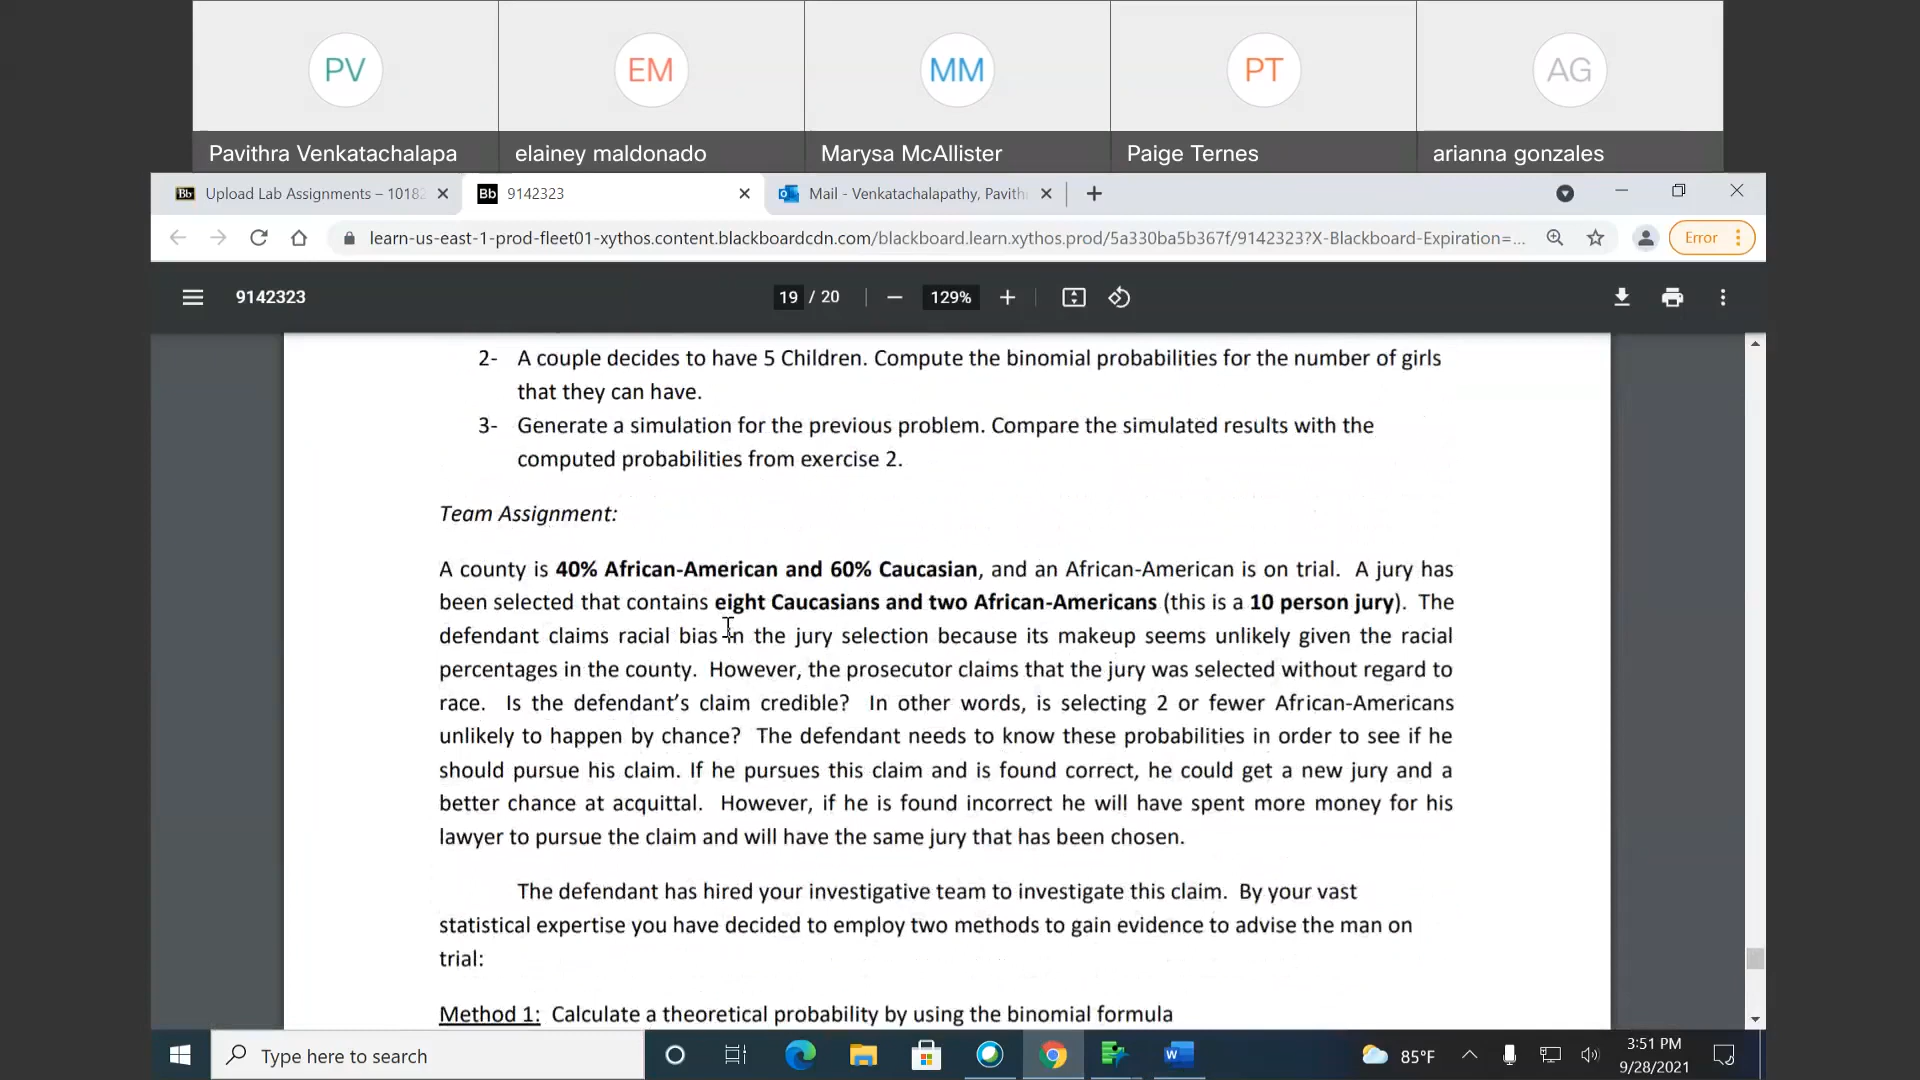 PV EM MM PT AG
Pavithra Venkatachalapa elainey maldonado Marysa McAllister Paige Ternes arianna gonzales
Bb Upload Lab Assignments – 10182 Bb 9142323 Mail - Venkatachalapathy, Pavith
learn-us-east-1-prod-fleet01-xythos.content.blackboardcdn.com/blackboard.learn.xythos.prod/5a330ba5b367f/9142323?X-Blackboard-Expiration=... Error
9142323 19 / 20 129%
2- A couple decides to have 5 Children. Compute the binomial probabilities for the number of girls
that they can have.
3- Generate a simulation for the previous problem. Compare the simulated results with the
computed probabilities from exercise 2.
Team Assignment:
A county is 40% African-American and 60% Caucasian, and an African-American is on trial. A jury has
been selected that contains eight Caucasians and two African-Americans (this is a 10 person jury). The
defendant claims racial bias in the jury selection because its makeup seems unlikely given the racial
percentages in the county. However, the prosecutor claims that the jury was selected without regard to
race. Is the defendant's claim credible? In other words, is selecting 2 or fewer African-Americans
unlikely to happen by chance? The defendant needs to know these probabilities in order to see if he
should pursue his claim. If he pursues this claim and is found correct, he could get a new jury and a
better chance at acquittal. However, if he is found incorrect he will have spent more money for his
lawyer to pursue the claim and will have the same jury that has been chosen.
The defendant has hired your investigative team to investigate this claim. By your vast
statistical expertise you have decided to employ two methods to gain evidence to advise the man on
trial:
Method 1: Calculate a theoretical probability by using the binomial formula
Type here to search 85°F 3:51 PM
9/28/2021